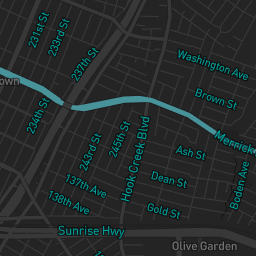 231st St
233rd St
237th St
Washington Ave
own
Brown St
234th St
245th St
Hook Creek Blvd
Merrick
243rd St
Ash St
137th Ave
Dean St
Boden Ave
138th Ave
Gold St
Sunrise Hwy
Olive Garden